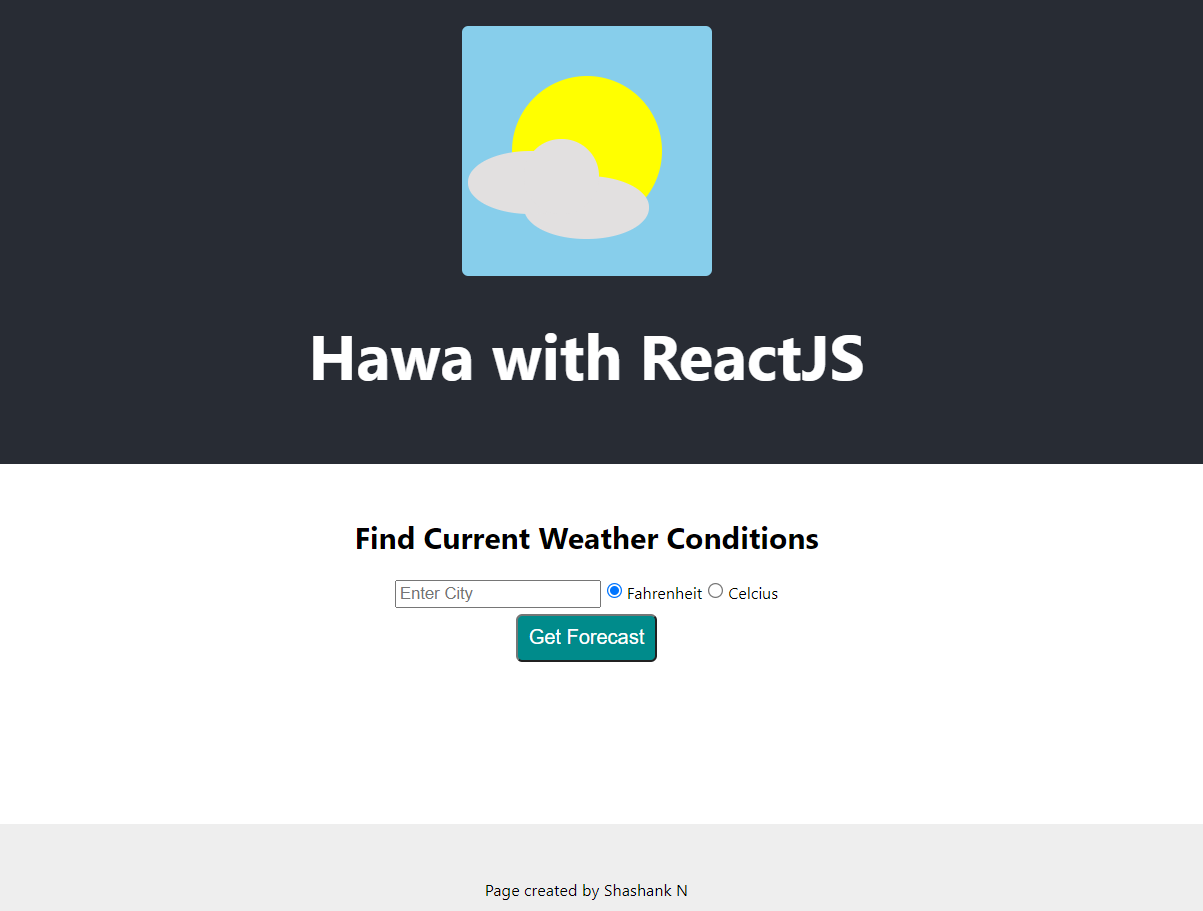 Hawa with ReactJS
Find Current Weather Conditions
Enter City Fahrenheit Celcius
Get Forecast
Page created by Shashank N